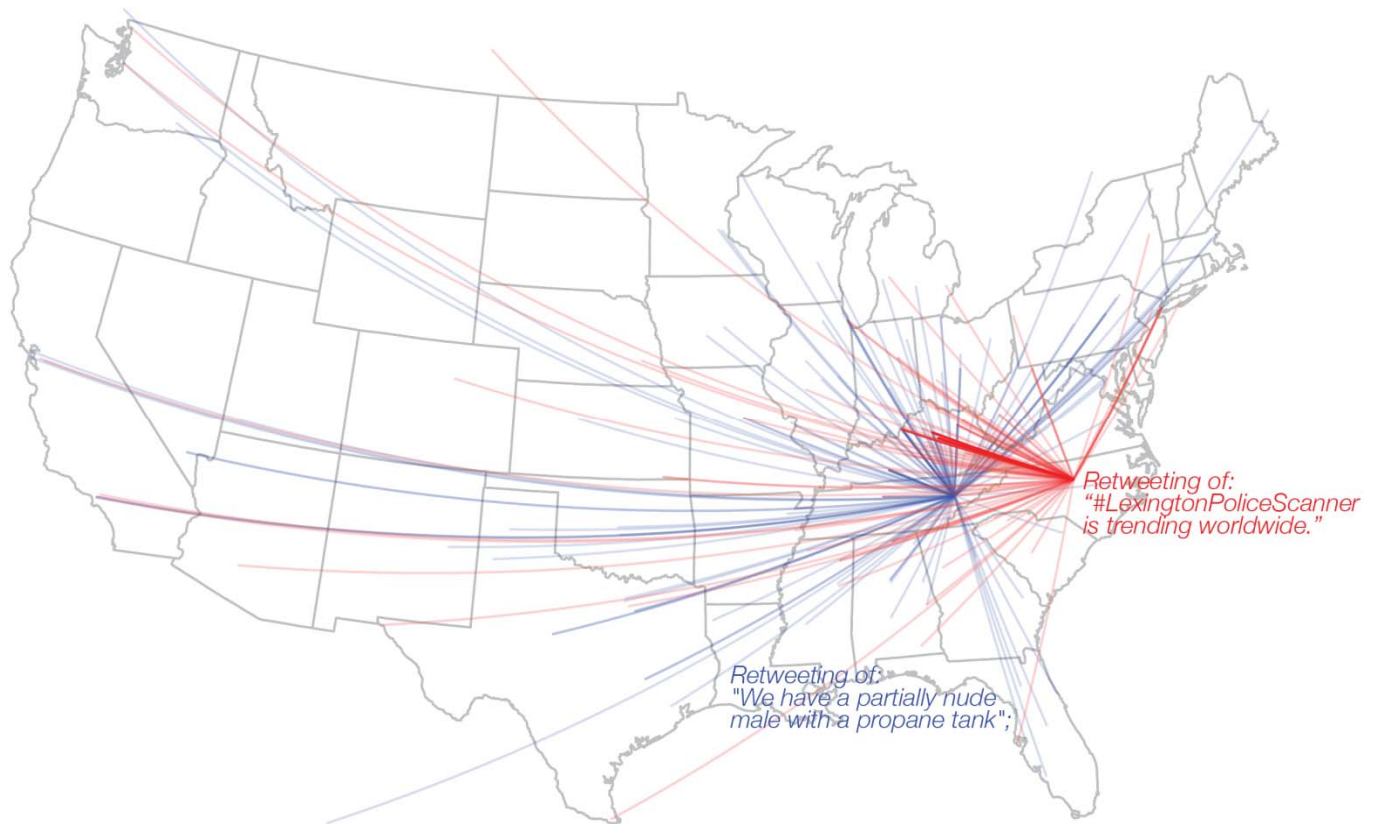 Retweeting of:
“#LexingtonPoliceScanner
is trending worldwide.”
Retweeting of:
"We have a partially nude
male with a propane tank";